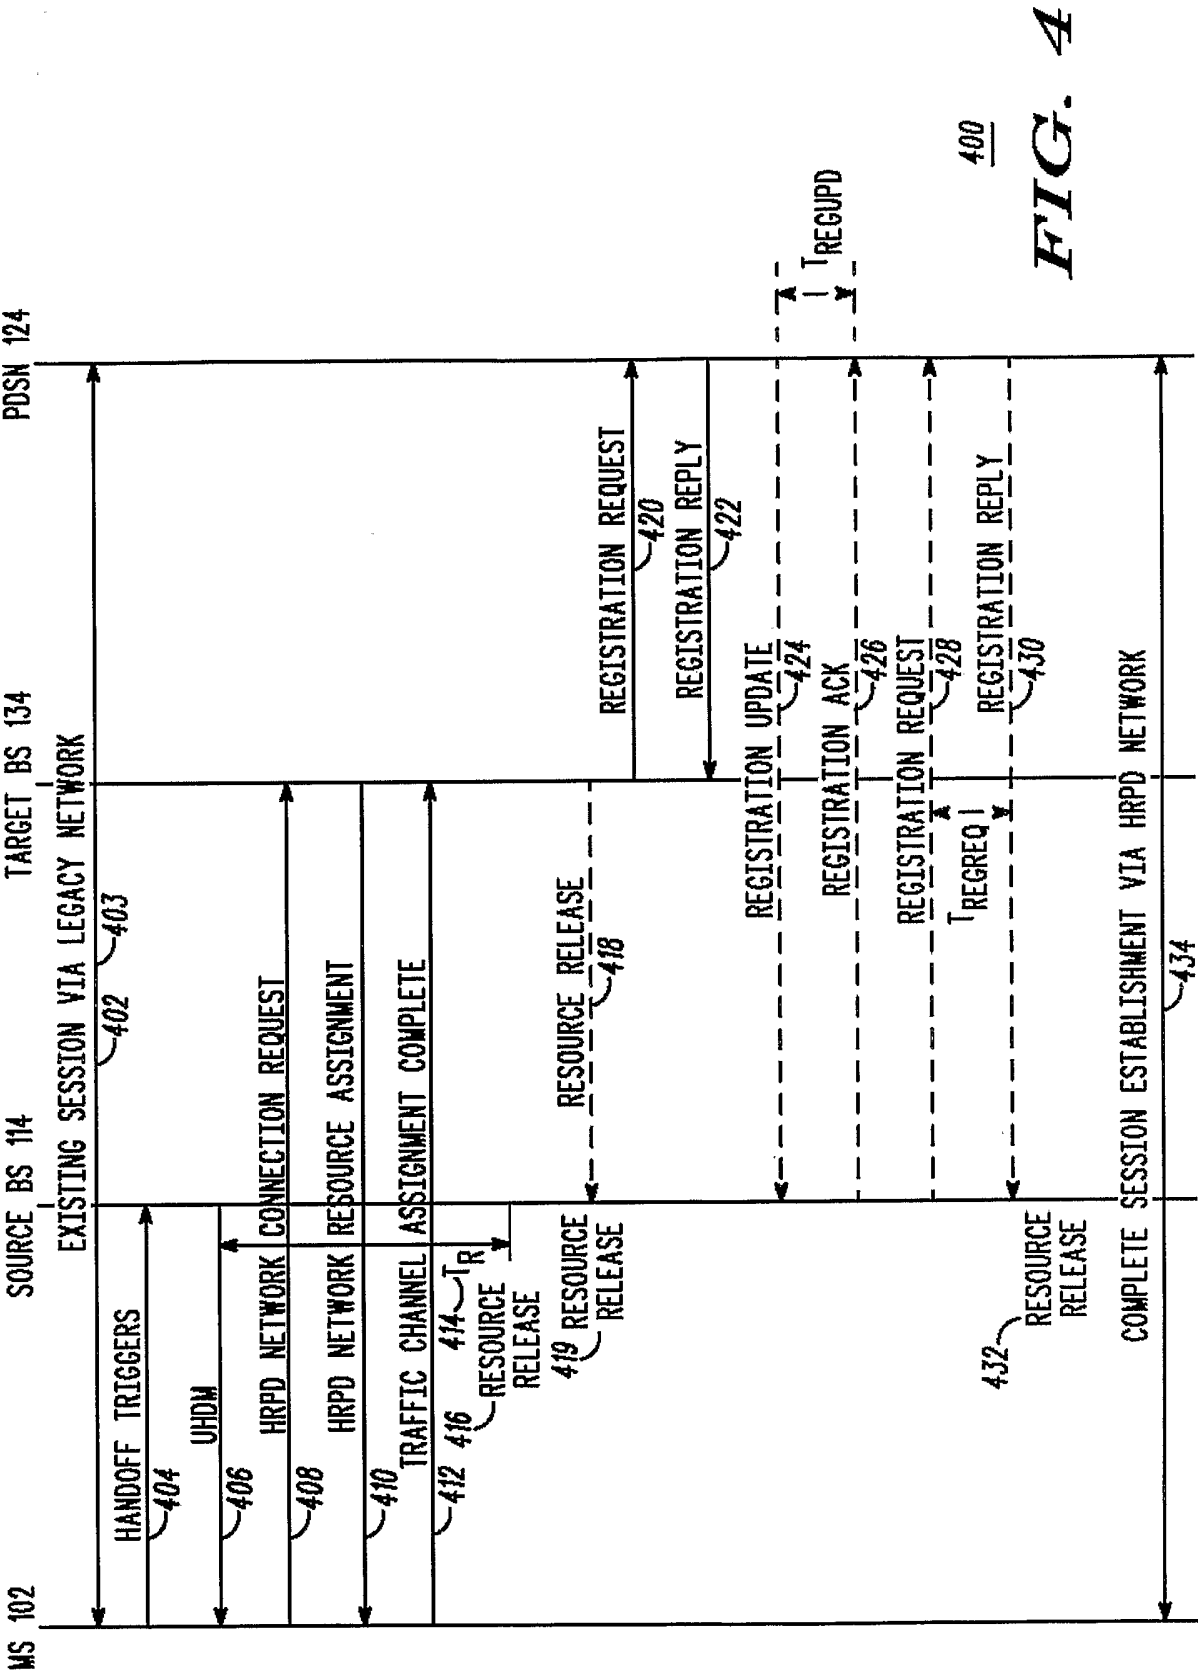 MS 102
SOURCE BS 114
TARGET BS 134
PDSN 124
EXISTING SESSION VIA LEGACY NETWORK
402
403
HANDOFF TRIGGERS
404
UHDM
406
HRPD NETWORK CONNECTION REQUEST
408
HRPD NETWORK RESOURCE ASSIGNMENT
410
TRAFFIC CHANNEL ASSIGNMENT COMPLETE
412
414
TR
416
RESOURCE
RELEASE
RESOURCE RELEASE
418
419
RESOURCE
RELEASE
REGISTRATION REQUEST
420
REGISTRATION REPLY
422
REGISTRATION UPDATE
424
TREGUPD
REGISTRATION ACK
426
REGISTRATION REQUEST
428
TREGREQ
REGISTRATION REPLY
430
432
RESOURCE
RELEASE
COMPLETE SESSION ESTABLISHMENT VIA HRPD NETWORK
434
400
FIG. 4